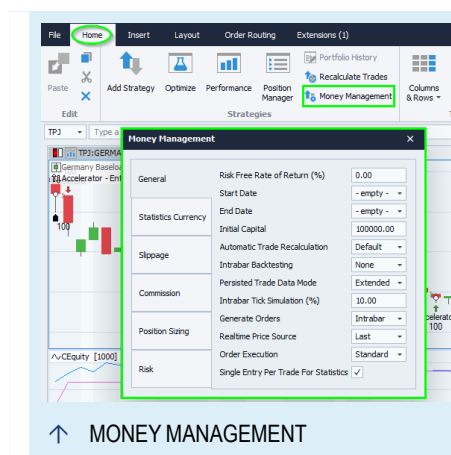 File Home Insert Layout Order Routing Extensions (1)
Portfolio History
Recalculate Trades
Paste Add Strategy Optimize Performance Position Manager Money Management Columns & Rows
Edit Strategies
TPJ Type a
TPJ:GERMA
Germany Baseloa
Accelerator - Ent
100
Money Management
General
Statistics Currency
Slippage
Commission
Position Sizing
Risk
Risk Free Rate of Return (%) 0.00
Start Date - empty -
End Date - empty -
Initial Capital 100000.00
Automatic Trade Recalculation Default
Intrabar Backtesting None
Persisted Trade Data Mode Extended
Intrabar Tick Simulation (%) 10.00
Generate Orders Intrabar
Realtime Price Source Last
Order Execution Standard
Single Entry Per Trade For Statistics
celerato
100
CEquity [1000]
MONEY MANAGEMENT